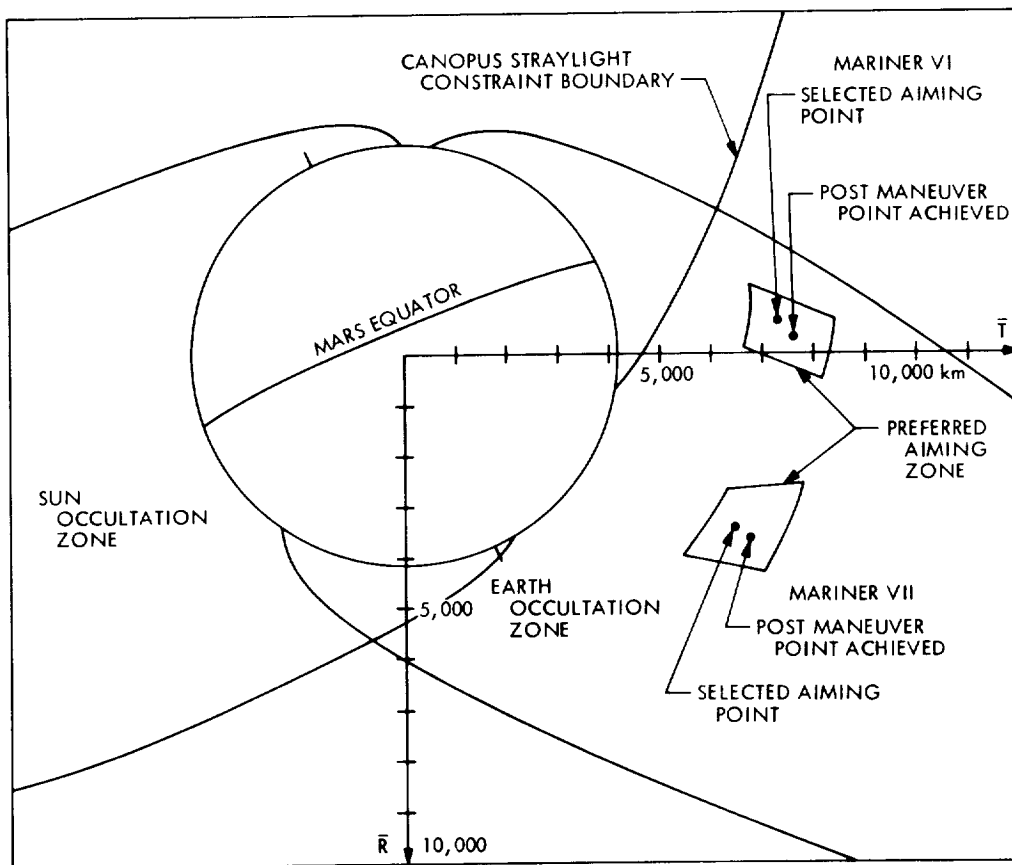 CANOPUS STRAYLIGHT
CONSTRAINT BOUNDARY
MARINER VI
SELECTED AIMING
POINT
POST MANEUVER
POINT ACHIEVED
MARS EQUATOR
T̄
5,000
10,000 km
PREFERRED
AIMING
ZONE
SUN
OCCULTATION
ZONE
EARTH
OCCULTATION
ZONE
5,000
MARINER VII
POST MANEUVER
POINT ACHIEVED
SELECTED AIMING
POINT
R̄
10,000